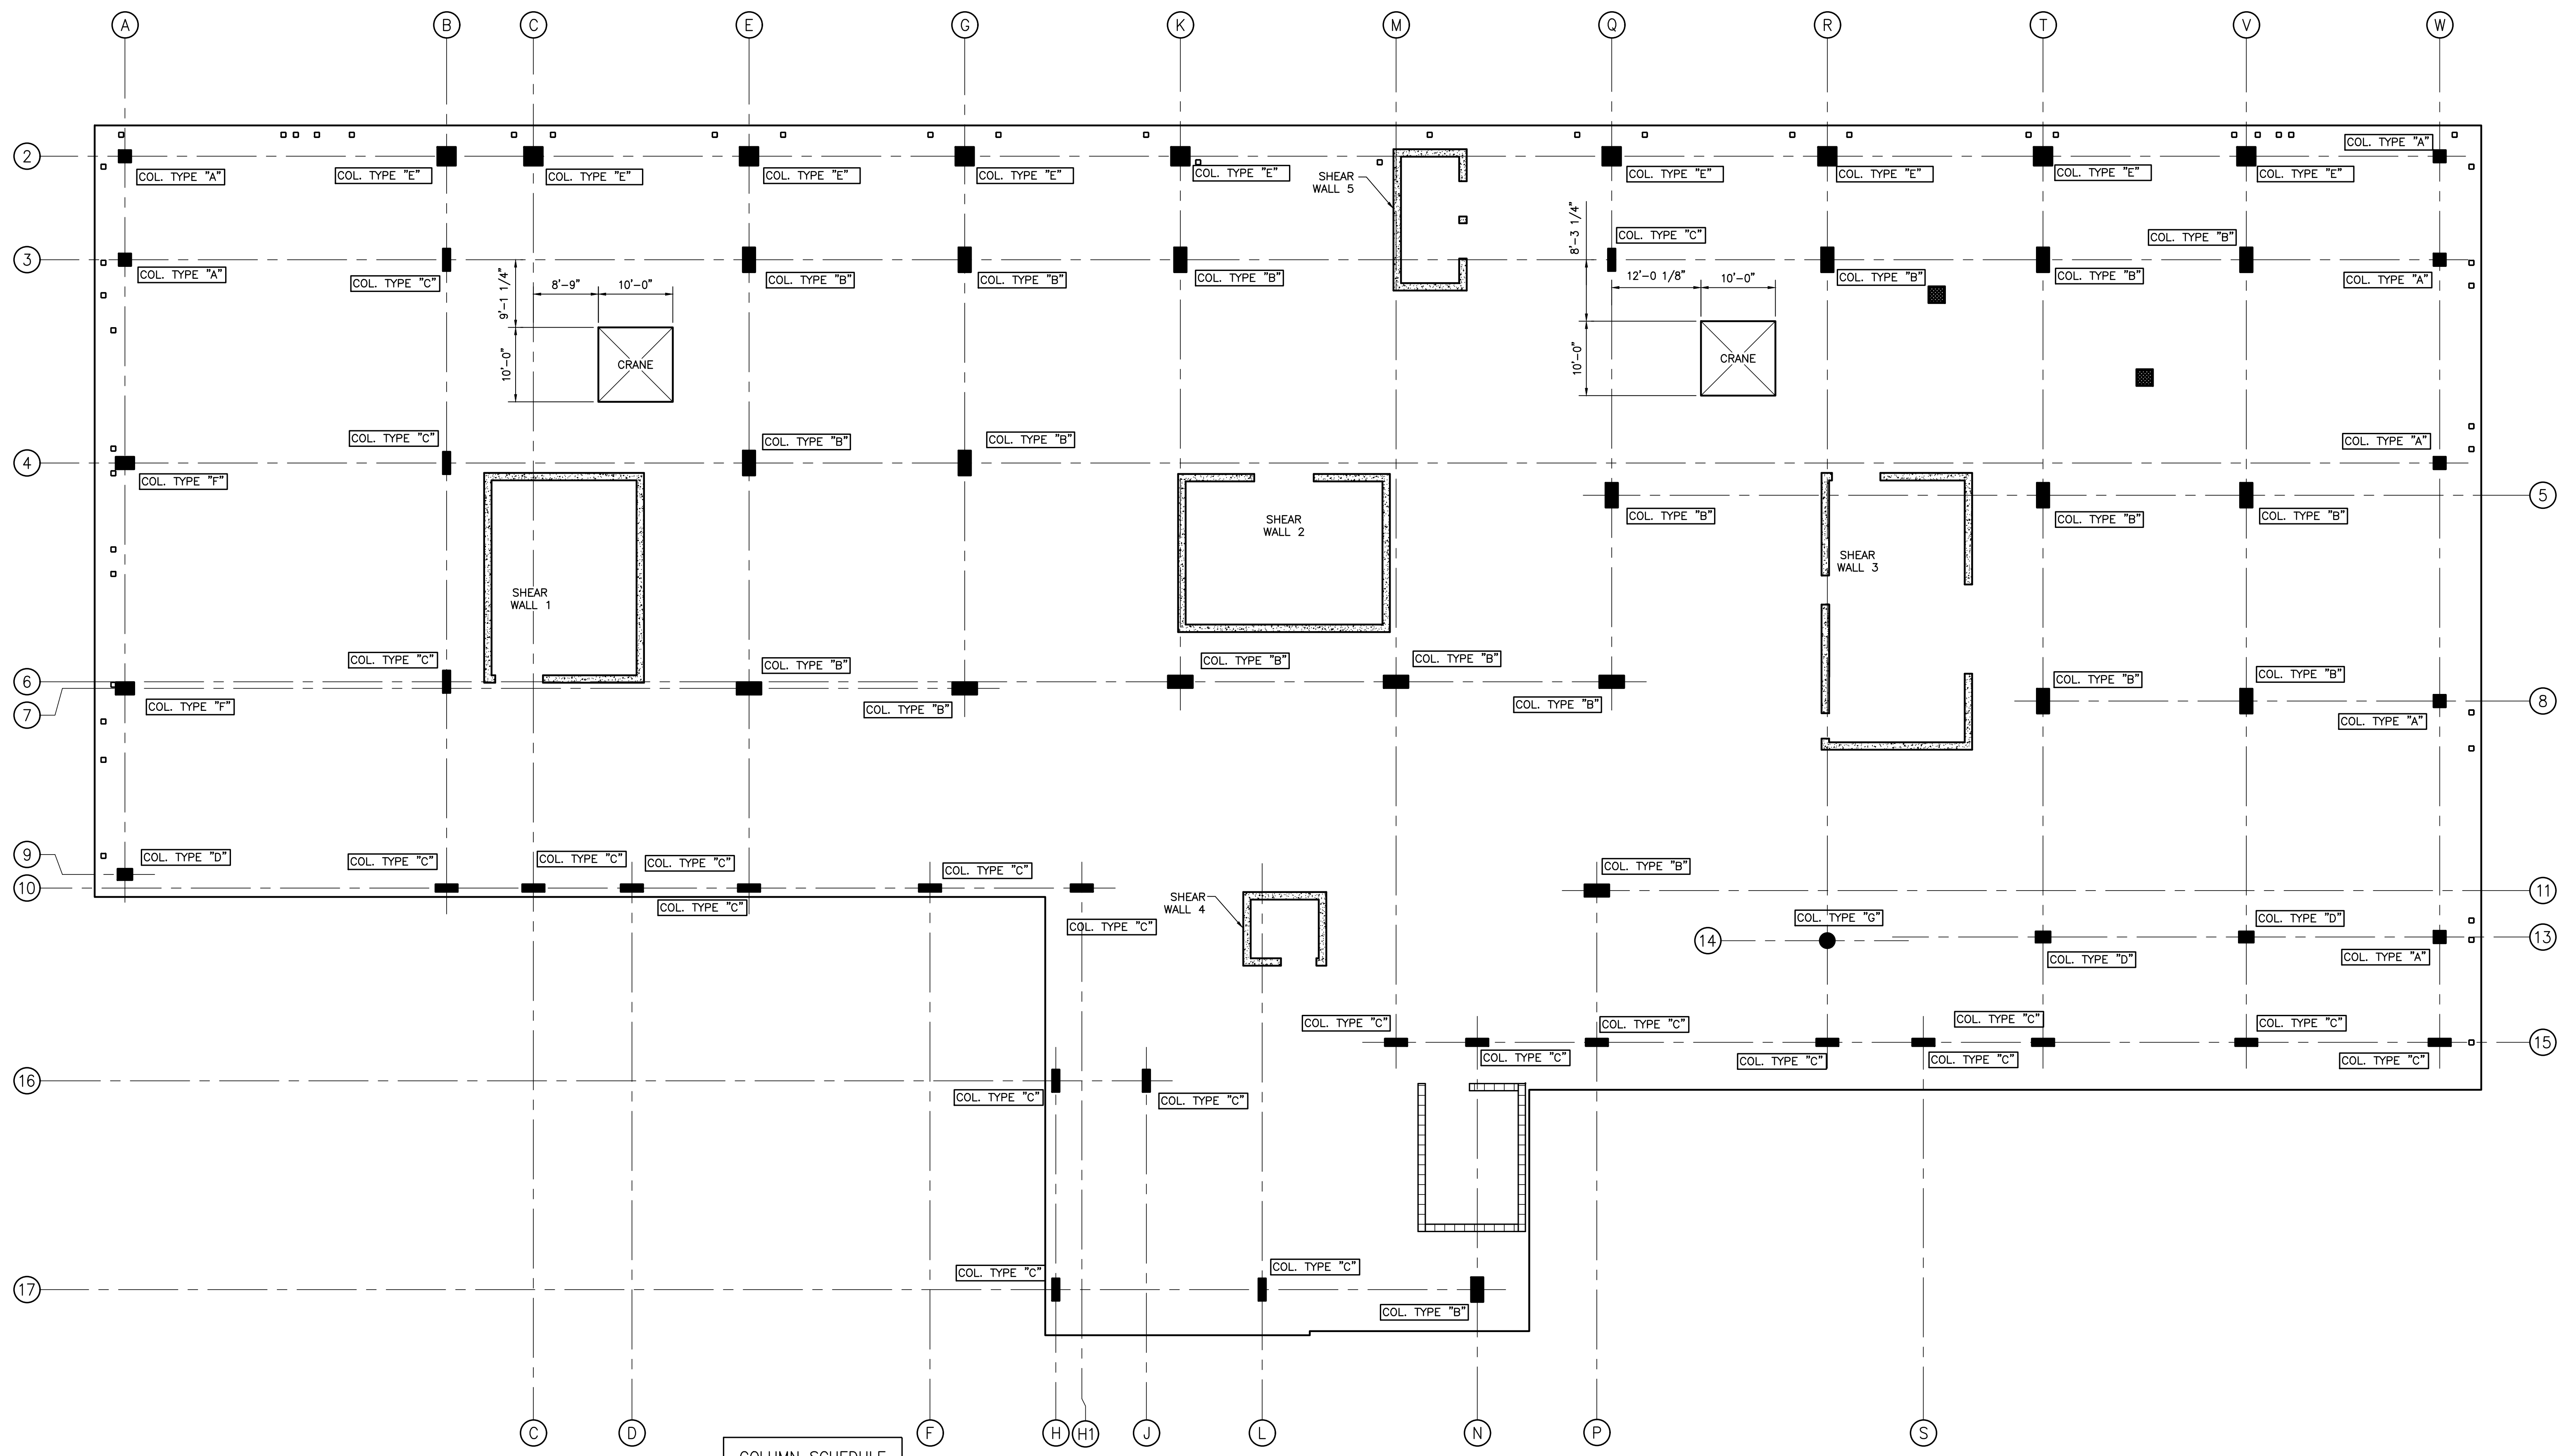 A B C E G K M Q R T V W
2
COL. TYPE "A"
COL. TYPE "E"
COL. TYPE "E"
COL. TYPE "E"
COL. TYPE "E"
COL. TYPE "E"
SHEAR
WALL 5
COL. TYPE "E"
COL. TYPE "E"
COL. TYPE "E"
COL. TYPE "E"
COL. TYPE "A"
3
COL. TYPE "A"
COL. TYPE "C"
COL. TYPE "B"
COL. TYPE "B"
COL. TYPE "B"
COL. TYPE "C"
COL. TYPE "B"
COL. TYPE "B"
COL. TYPE "B"
COL. TYPE "A"
9'-1 1/4"
8'-9"
10'-0"
10'-0"
CRANE
8'-3 1/4"
12'-0 1/8"
10'-0"
10'-0"
CRANE
4
COL. TYPE "F"
COL. TYPE "C"
COL. TYPE "B"
COL. TYPE "B"
COL. TYPE "A"
5
COL. TYPE "B"
COL. TYPE "B"
COL. TYPE "B"
SHEAR
WALL 1
SHEAR
WALL 2
SHEAR
WALL 3
6
7
COL. TYPE "F"
COL. TYPE "C"
COL. TYPE "B"
COL. TYPE "B"
COL. TYPE "B"
COL. TYPE "B"
COL. TYPE "B"
COL. TYPE "B"
COL. TYPE "B"
COL. TYPE "A"
8
9
10
COL. TYPE "D"
COL. TYPE "C"
COL. TYPE "C"
COL. TYPE "C"
COL. TYPE "C"
COL. TYPE "C"
COL. TYPE "C"
SHEAR
WALL 4
COL. TYPE "B"
11
COL. TYPE "G"
14
COL. TYPE "D"
COL. TYPE "D"
COL. TYPE "A"
13
COL. TYPE "C"
COL. TYPE "C"
COL. TYPE "C"
COL. TYPE "C"
COL. TYPE "C"
COL. TYPE "C"
COL. TYPE "C"
COL. TYPE "C"
15
16
COL. TYPE "C"
COL. TYPE "C"
17
COL. TYPE "C"
COL. TYPE "C"
COL. TYPE "B"
C D F H H1 J L N P S
COLUMN SCHEDULE